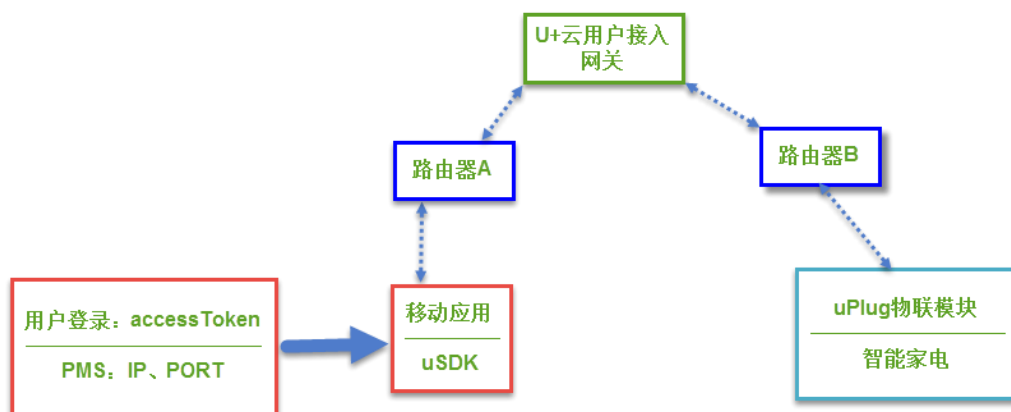 U+云用户接入
网关
路由器A
路由器B
用户登录：accessToken
PMS：IP、PORT
移动应用
uSDK
uPlug物联模块
智能家电